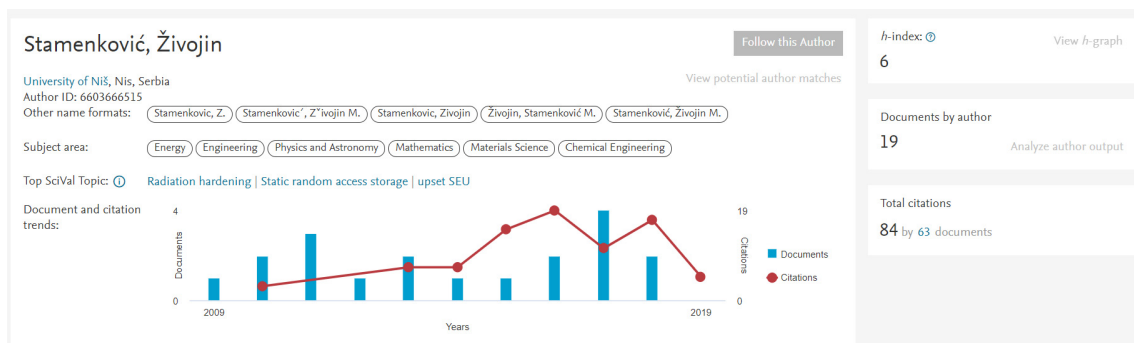 Stamenković, Živojin
Follow this Author
University of Niš, Nis, Serbia
View potential author matches
Author ID: 6603666515
Other name formats: Stamenkovic, Z. Stamenkovic´, Zˇivojin M. Stamenkovic, Zivojin Živojin, Stamenković M. Stamenković, Živojin M.
Subject area: Energy Engineering Physics and Astronomy Mathematics Materials Science Chemical Engineering
Top SciVal Topic: Radiation hardening | Static random access storage | upset SEU
Document and citation
trends:
4
0
Documents
2009
2019
Years
19
0
Citations
Documents
Citations
h-index:
View h-graph
6
Documents by author
19
Analyze author output
Total citations
84 by 63 documents